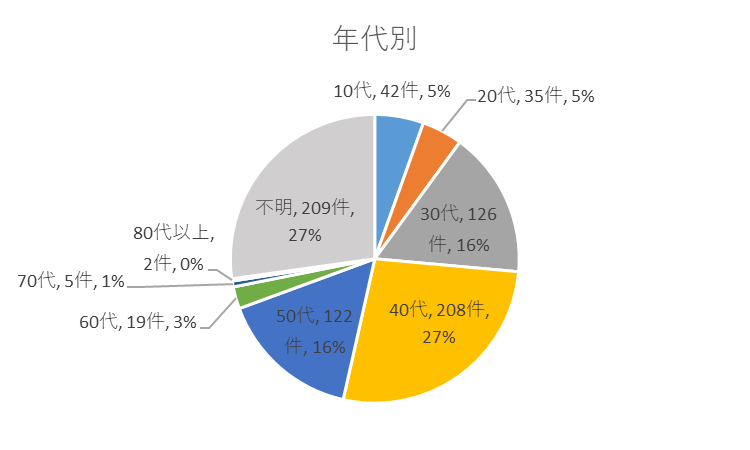 年代別
10代, 42件, 5%
20代, 35件, 5%
30代, 126
件, 16%
40代, 208件,
27%
50代, 122
件, 16%
60代, 19件, 3%
70代, 5件, 1%
80代以上,
2件, 0%
不明, 209件,
27%